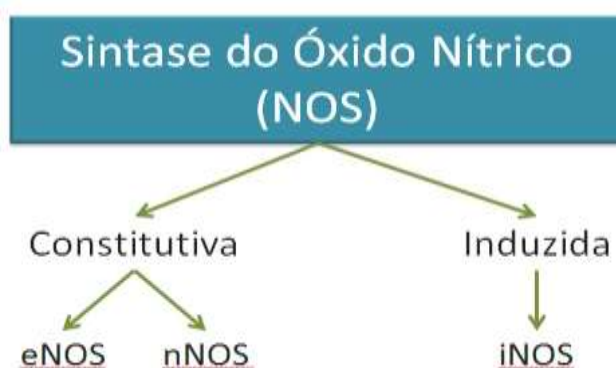 Sintase do Óxido Nítrico
(NOS)
Constitutiva Induzida
eNOS nNOS iNOS